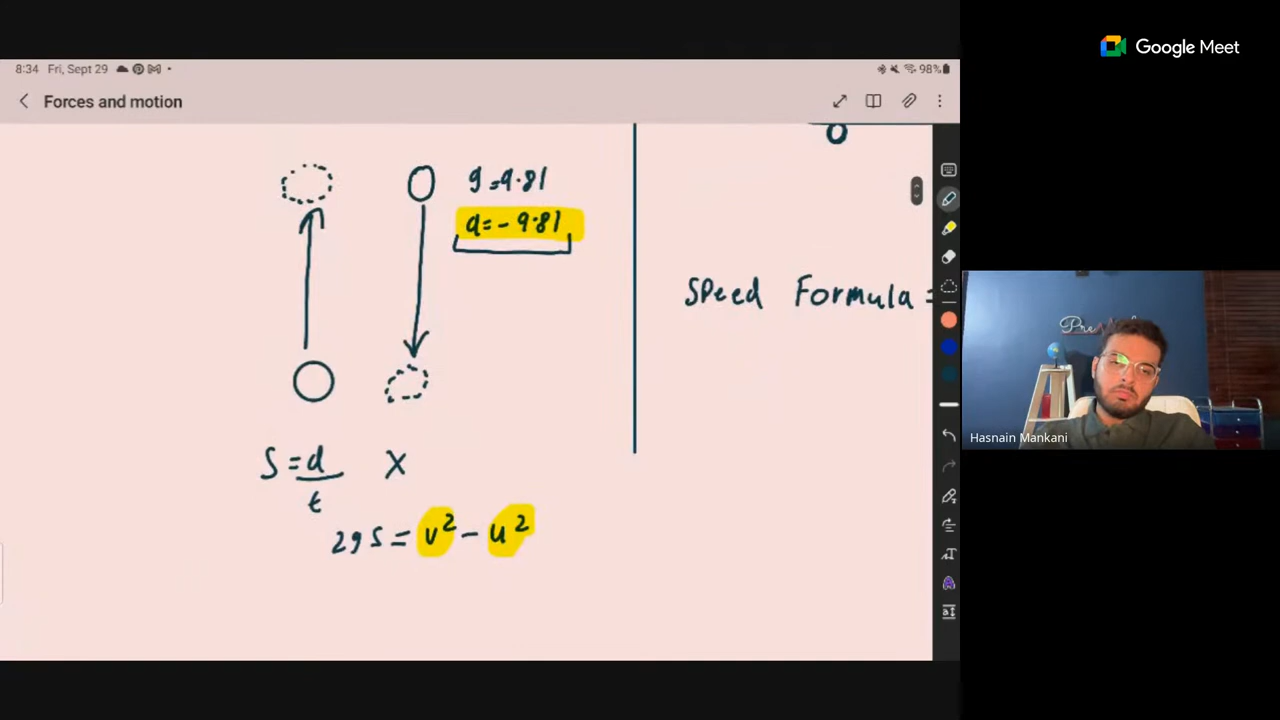 Google Meet
8:34 Fri, Sept 29
98%
Forces and motion
g=9.81
a=-9.81
Speed Formula =
S=d/t X
2gs = v² - u²
Hasnain Mankani